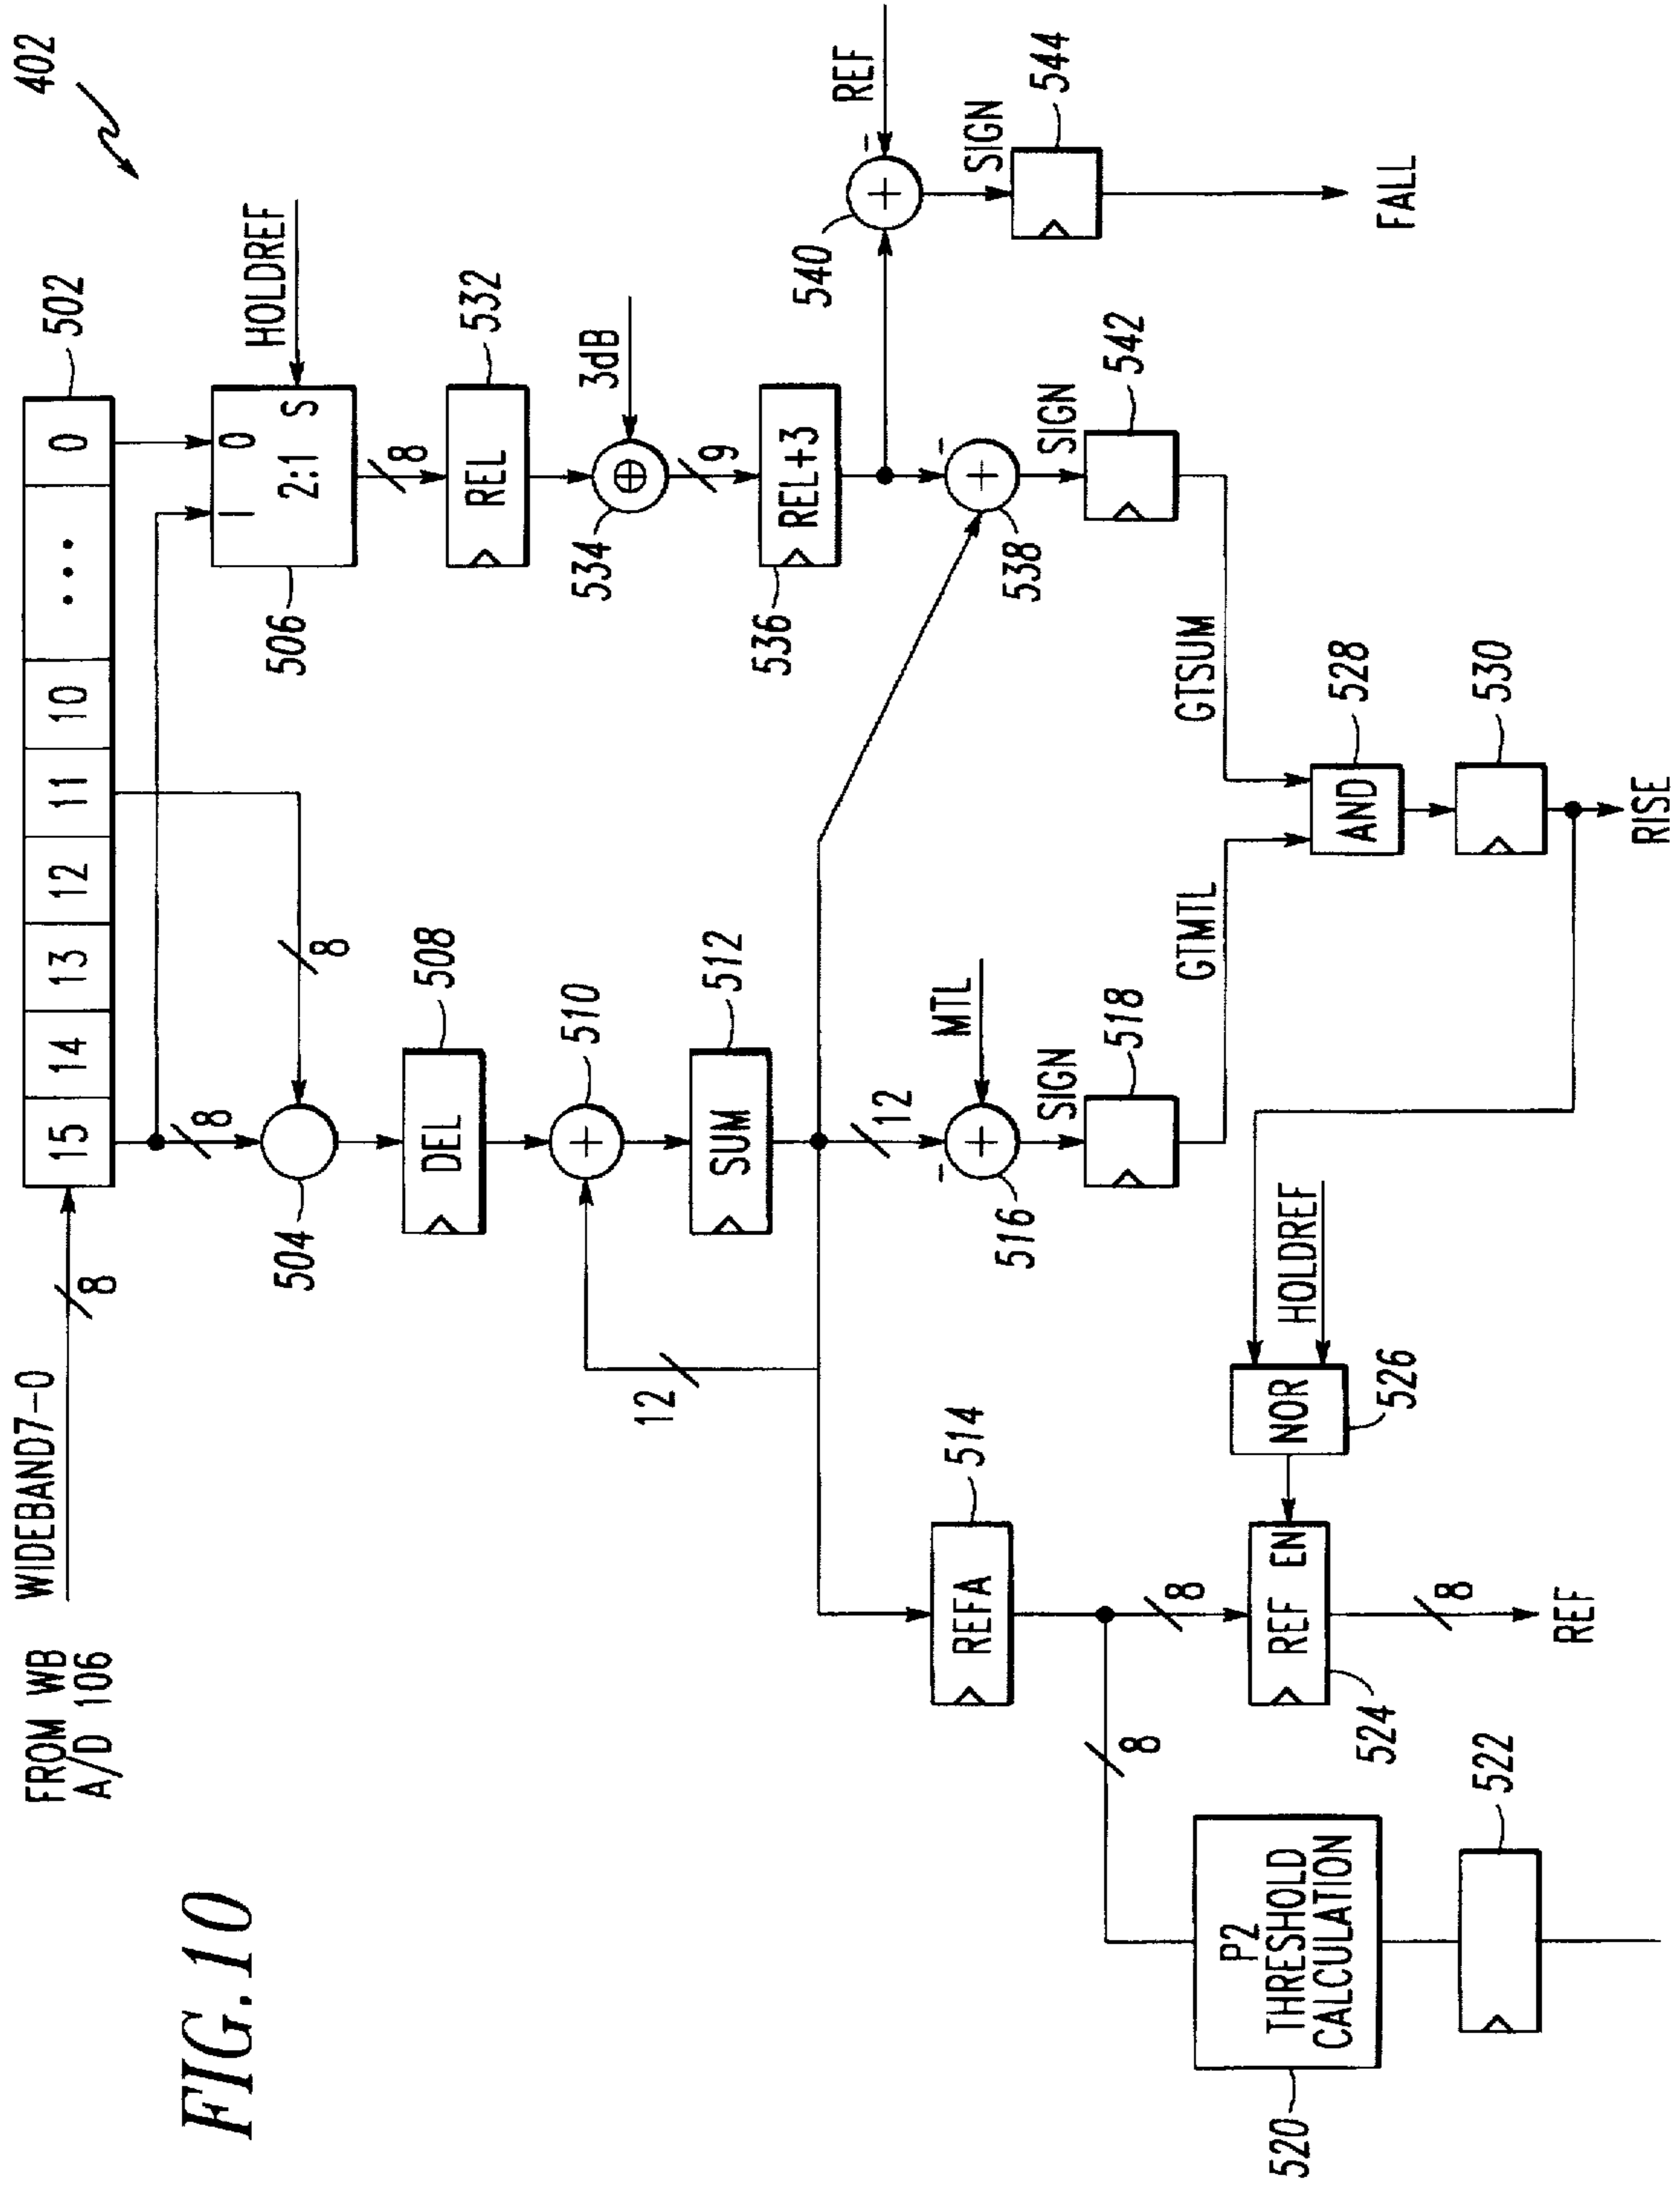 FIG.10
FROM WB
A/D 106
WIDEBAND7-0
8
15 14 13 12 11 10 ... 0
502
402
504
8
8
HOLDREF
1 0
2:1 S
506
8
DEL
508
REL
532
510
3dB
534
9
12
SUM
512
REL+3
536
REF
540
REFA
514
12
MTL
516
538
SIGN
518
SIGN
542
SIGN
544
FALL
8
8
P2
THRESHOLD
CALCULATION
520
REF EN
524
NOR
526
HOLDREF
GTMTL
GTSUM
AND
528
530
RISE
522
8
REF